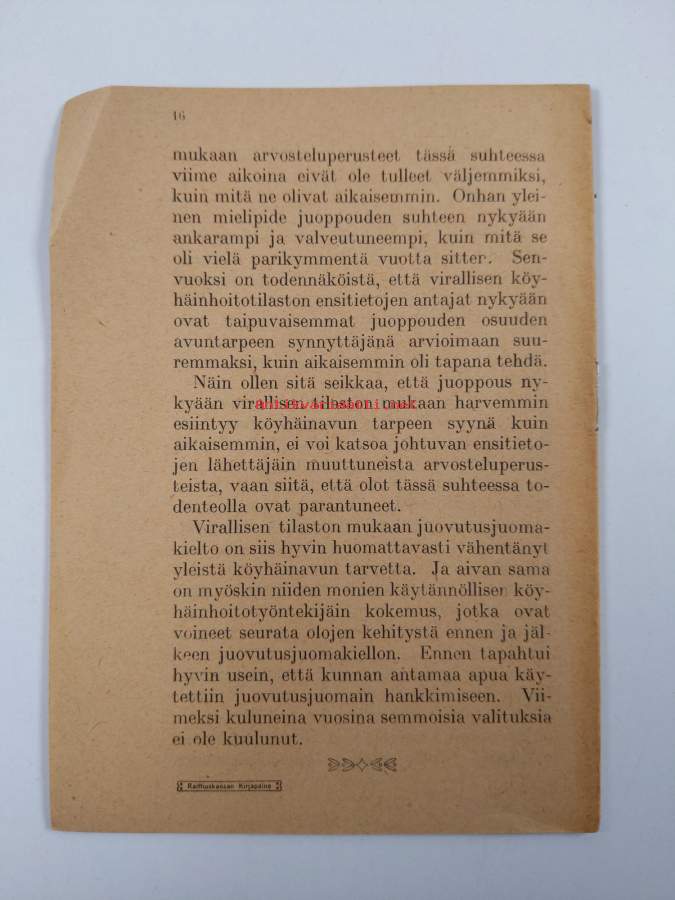 16
mukaan arvosteluperusteet tässä suhteessa
viime aikoina eivät ole tulleet väljemmiksi,
kuin mitä ne olivat aikaisemmin. Onhan ylei-
nen mielipide juoppouden suhteen nykyään
ankarampi ja valveutuneempi, kuin mitä se
oli vielä parikymmentä vuotta sitten. Sen-
vuoksi on todennäköistä, että virallisen köy-
häinhoitotilaston ensitietojen antajat nykyään
ovat taipuvaisemmat juoppouden osuuden
avuntarpeen synnyttäjänä arvioimaan suu-
remmaksi, kuin aikaisemmin oli tapana tehdä.
Näin ollen sitä seikkaa, että juoppous ny-
kyään virallisen tilaston mukaan harvemmin
antikvariaatti.net
esiintyy köyhäinavun tarpeen syynä kuin
aikaisemmin, ei voi katsoa johtuvan ensitieto-
jen lähettäjäin muuttuneista arvosteluperus-
teista, vaan siitä, että olot tässä suhteessa to-
denteolla ovat parantuneet.
Virallisen tilaston mukaan juovutusjuoma-
kielto on siis hyvin huomattavasti vähentänyt
yleistä köyhäinavun tarvetta. Ja aivan sama
on myöskin niiden monien käytännöllisen köy-
häinhoitotyöntekijäin kokemus, jotka ovat
voineet seurata olojen kehitystä ennen ja jäl-
keen juovutusjuomakiellon. Ennen tapahtui
hyvin usein, että kunnan antamaa apua käy-
tettiin juovutusjuomain hankkimiseen. Vii-
meksi kuluneina vuosina semmoisia valituksia
ei ole kuulunut.
Raittiuskansan Kirjapaino